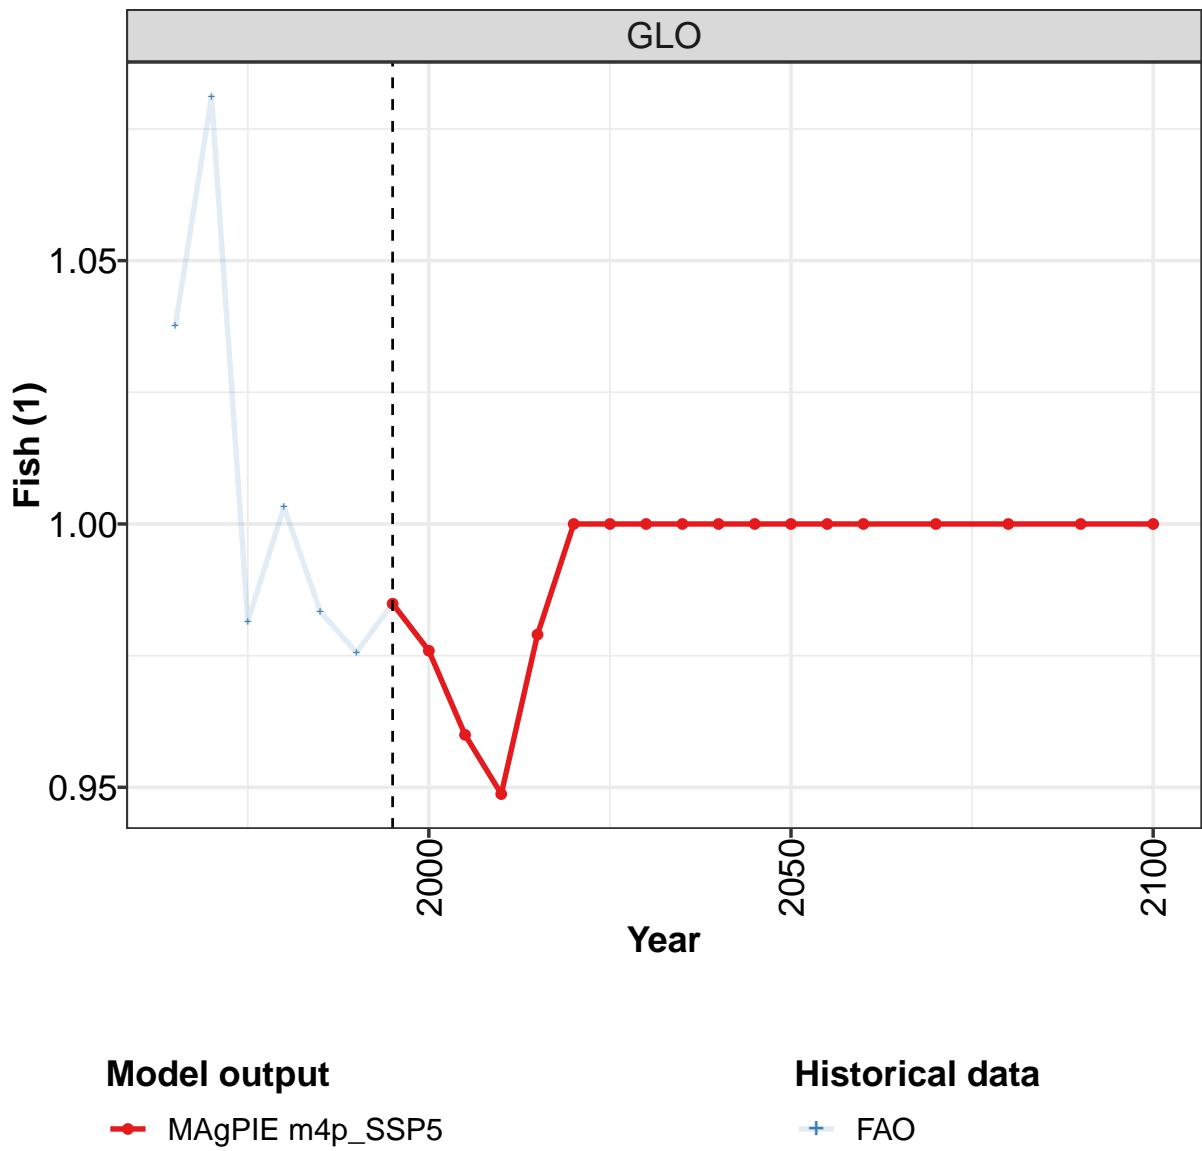 GLO
Fish (1)
1.05
1.00
0.95
2000
2050
2100
Year
Model output
MAgPIE m4p_SSP5
Historical data
FAO